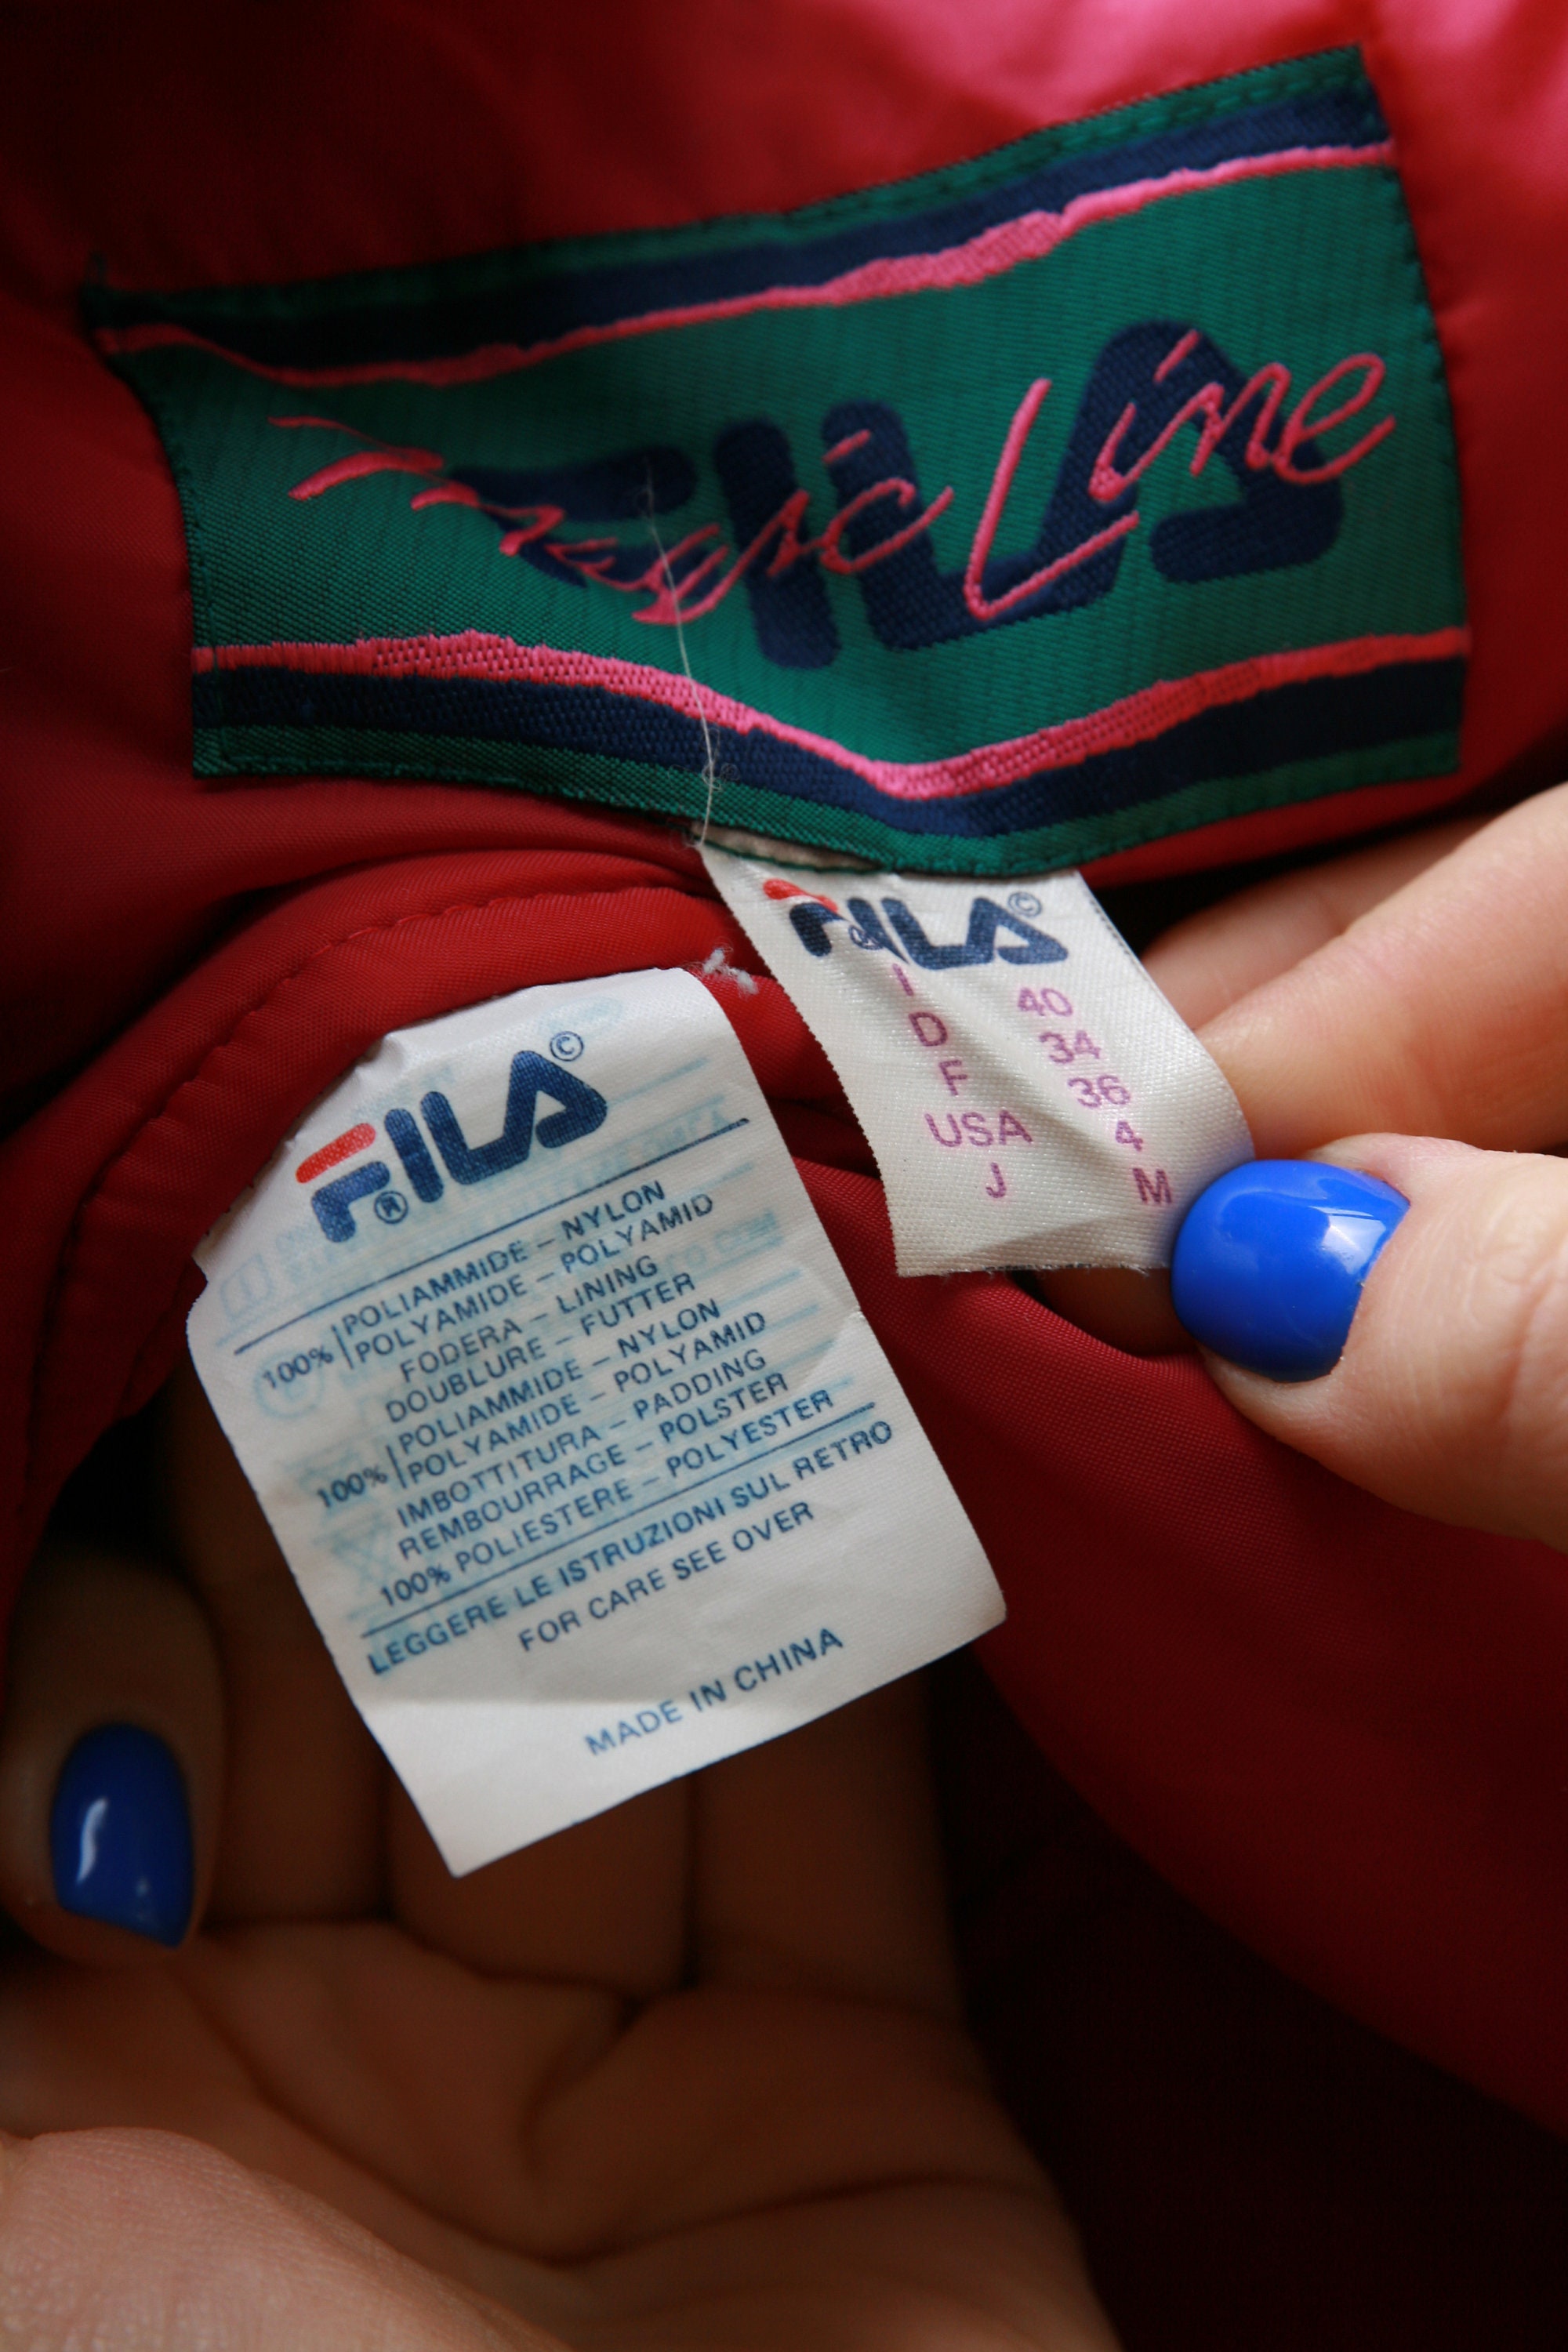 FILA
magic Line
FILA©
I 40
D 34
F 36
USA 4
J M
FILA©
®
100% POLIAMMIDE – NYLON
POLYAMIDE – POLYAMID
FODERA – LINING
DOUBLURE – FUTTER
100% POLIAMMIDE – NYLON
POLYAMIDE – POLYAMID
IMBOTTITURA – PADDING
REMBOURRAGE – POLSTER
100% POLIESTERE – POLYESTER
LEGGERE LE ISTRUZIONI SUL RETRO
FOR CARE SEE OVER
MADE IN CHINA